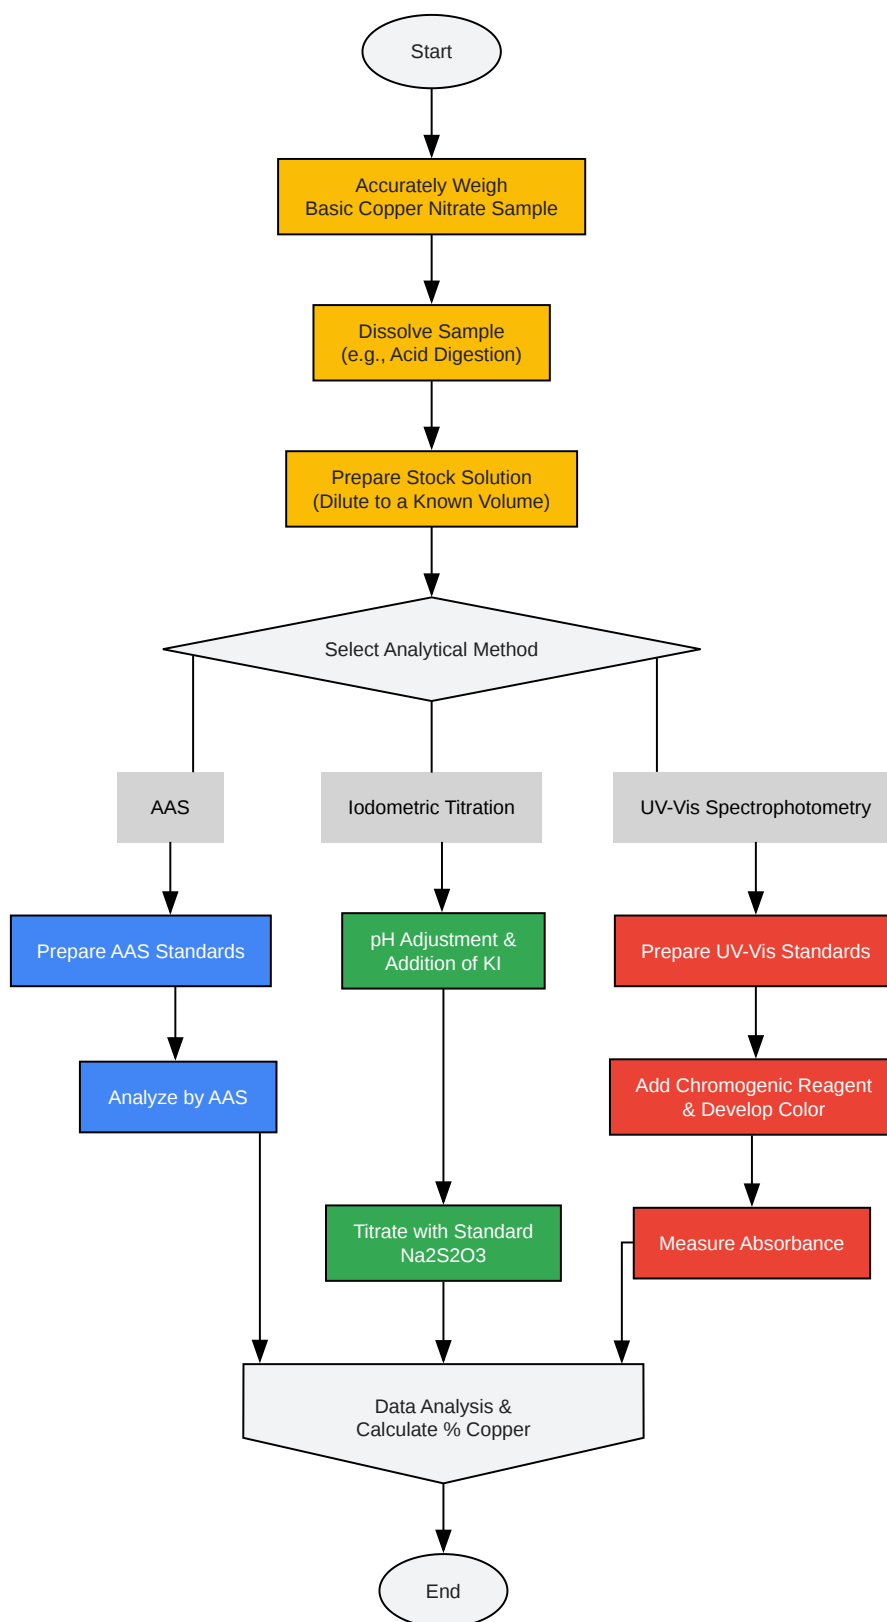 Start
Accurately Weigh
Basic Copper Nitrate Sample
Dissolve Sample
(e.g., Acid Digestion)
Prepare Stock Solution
(Dilute to a Known Volume)
Select Analytical Method
AAS
Iodometric Titration
UV-Vis Spectrophotometry
Prepare AAS Standards
pH Adjustment &
Addition of KI
Prepare UV-Vis Standards
Analyze by AAS
Add Chromogenic Reagent
& Develop Color
Titrate with Standard
Na2S2O3
Measure Absorbance
Data Analysis &
Calculate % Copper
End